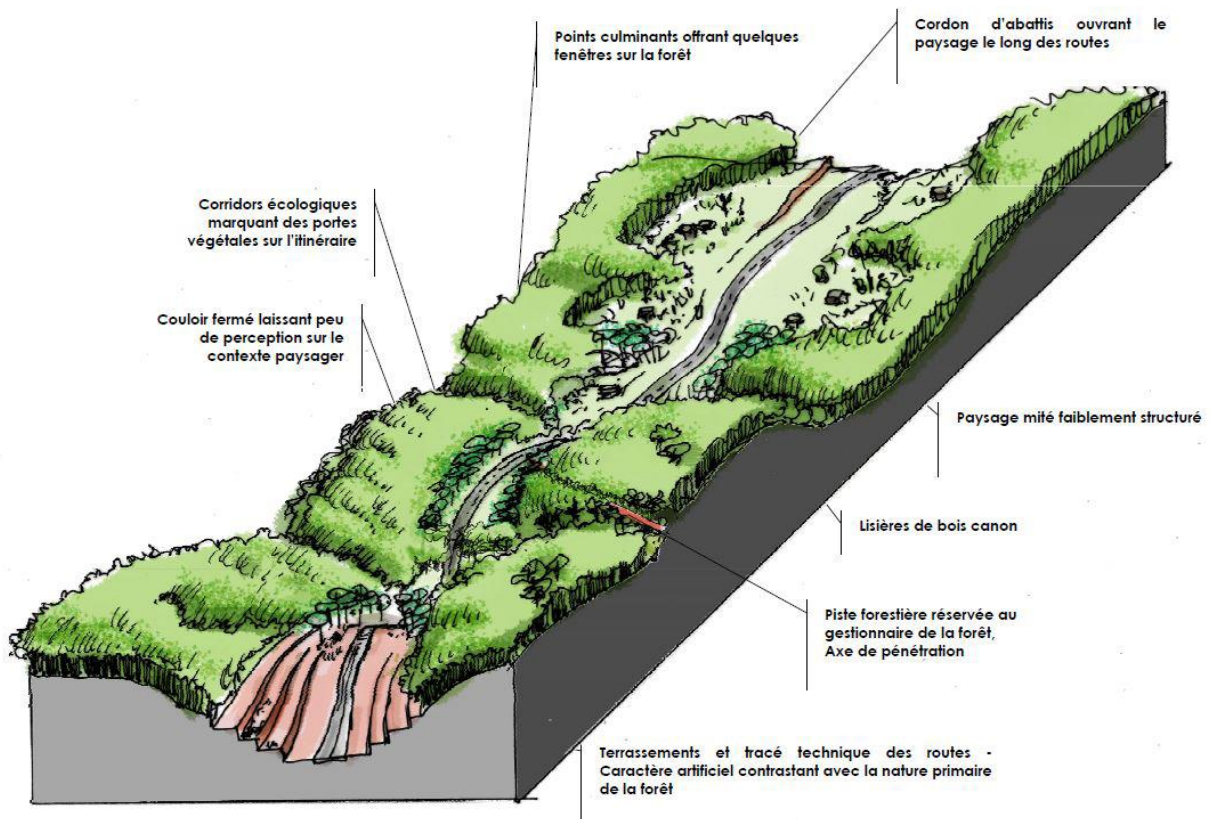 Points culminants offrant quelques
fenêtres sur la forêt
Cordon d'abattis ouvrant le
paysage le long des routes
Corridors écologiques
marquant des portes
végétales sur l'itinéraire
Couloir fermé laissant peu
de perception sur le
contexte paysager
Paysage mité faiblement structuré
Lisières de bois canon
Piste forestière réservée au
gestionnaire de la forêt,
Axe de pénétration
Terrassements et tracé technique des routes -
Caractère artificiel contrastant avec la nature primaire
de la forêt